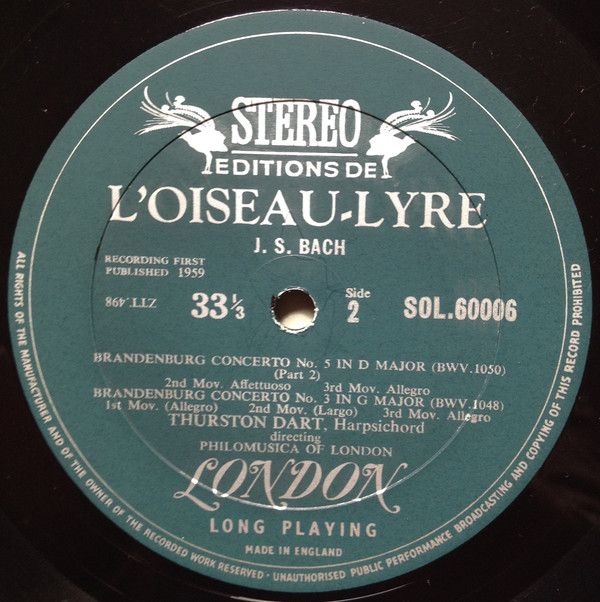 STEREO
EDITIONS DE
L'OISEAU-LYRE
J. S. BACH
RECORDING FIRST
PUBLISHED 1959
ZTT.498
33⅓
Side
2
SOL.60006
BRANDENBURG CONCERTO No. 5 IN D MAJOR (BWV.1050)
(Part 2)
2nd Mov. Affettuoso 3rd Mov. Allegro
BRANDENBURG CONCERTO No. 3 IN G MAJOR (BWV.1048)
1st Mov. (Allegro) 2nd Mov. (Largo) 3rd Mov. Allegro
THURSTON DART, Harpsichord
directing
PHILOMUSICA OF LONDON
LONDON
LONG PLAYING
MADE IN ENGLAND
ALL RIGHTS OF THE MANUFACTURER AND OF THE OWNER OF THE RECORDED WORK RESERVED · UNAUTHORISED PUBLIC PERFORMANCE BROADCASTING AND COPYING OF THIS RECORD PROHIBITED